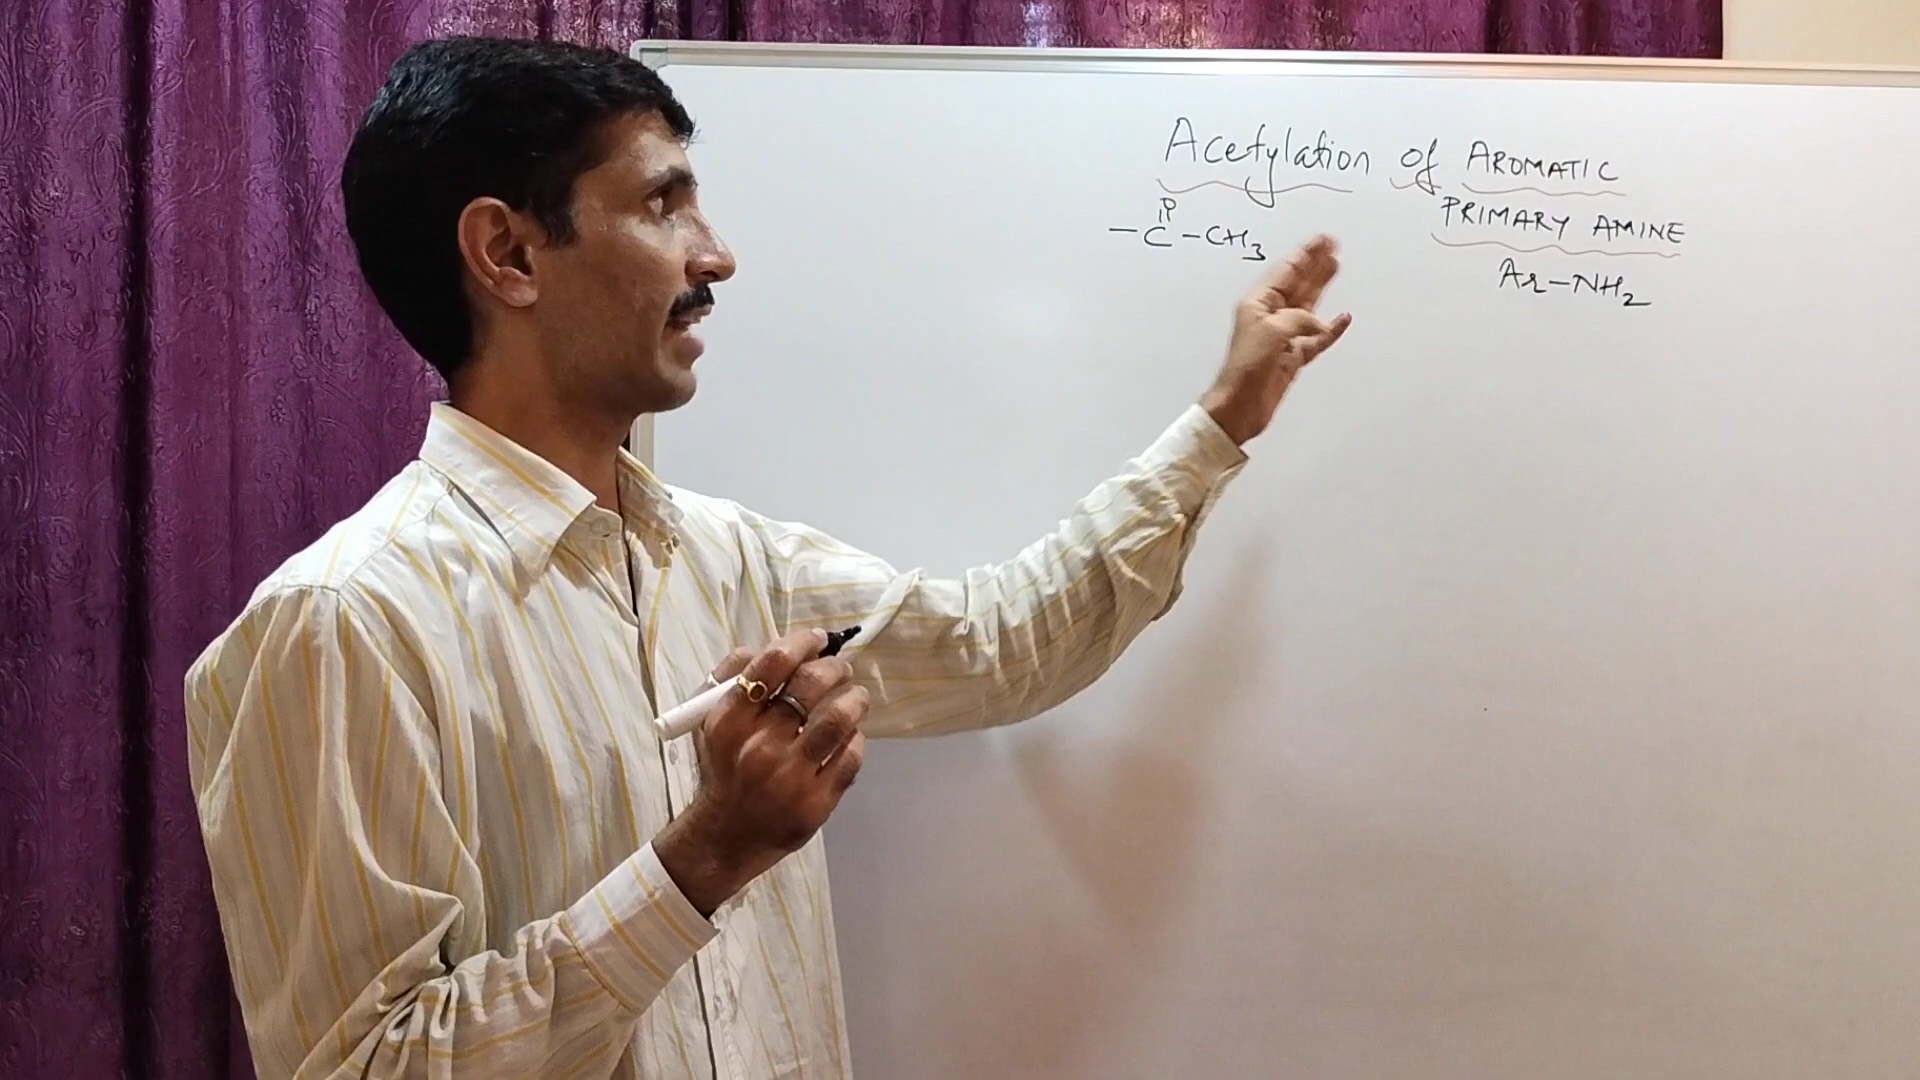 Acetylation of AROMATIC
PRIMARY AMINE
O
||
–C–CH₃
Ar–NH₂